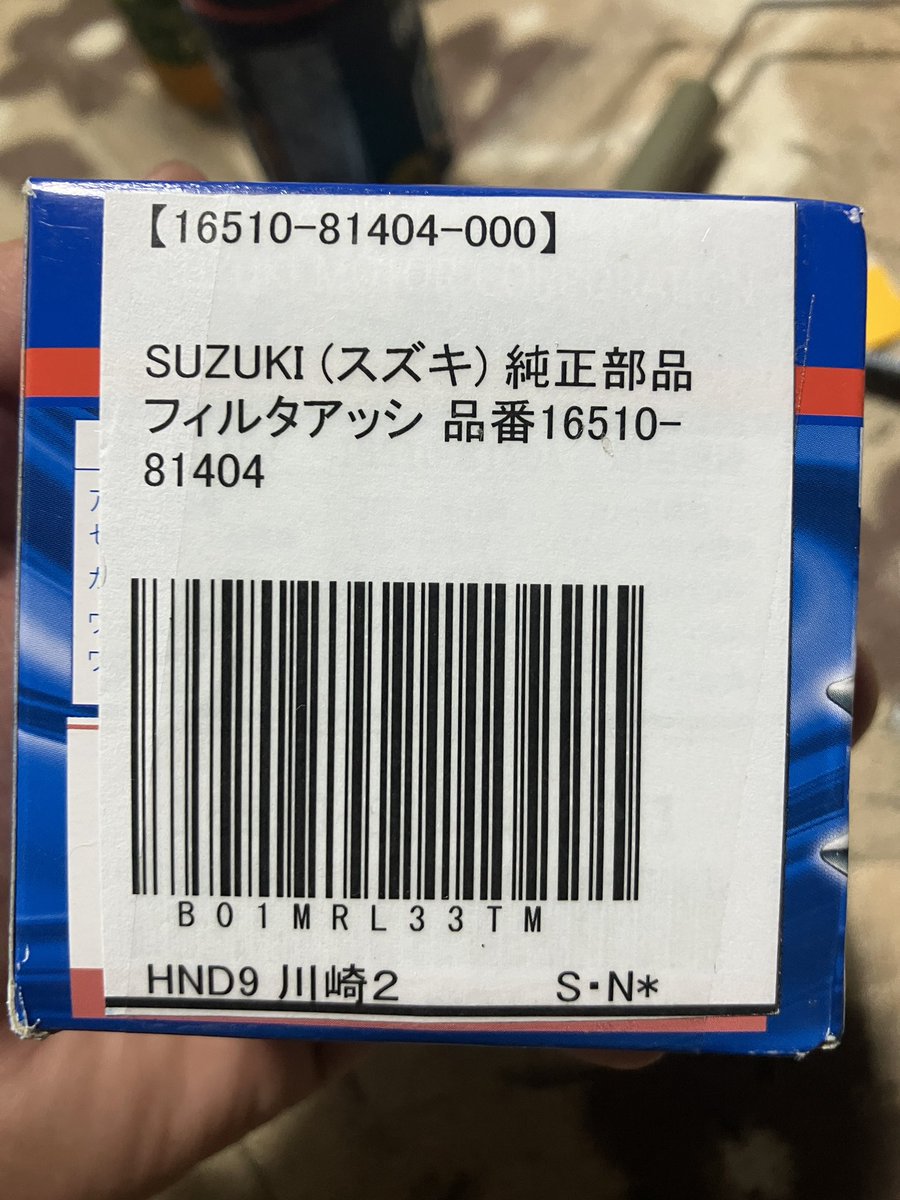 【16510-81404-000】
SUZUKI (スズキ) 純正部品
フィルタアッシ 品番16510-
81404
B01MRL33TM
HND9 川崎2 S・N*